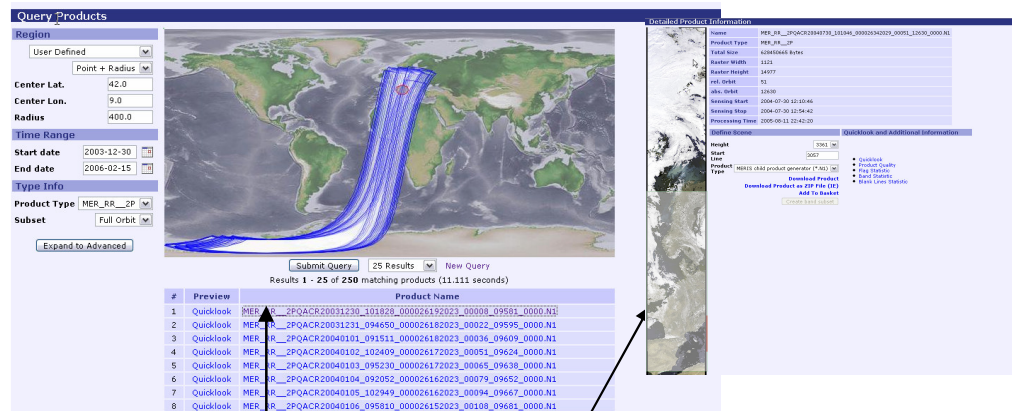 Query Products
Region
User Defined
Point + Radius
Center Lat. 42.0
Center Lon. 9.0
Radius 400.0
Time Range
Start date 2003-12-30
End date 2006-02-15
Type Info
Product Type MER_RR__2P
Subset Full Orbit
Expand to Advanced
Submit Query 25 Results New Query
Results 1 - 25 of 250 matching products (11.111 seconds)
# Preview Product Name
1 Quicklook MER_RR__2PQACR20031230_101828_000026192023_00008_09581_0000.N1
2 Quicklook MER_RR__2PQACR20031231_094650_000026182023_00022_09595_0000.N1
3 Quicklook MER_RR__2PQACR20040101_091511_000026182023_00036_09609_0000.N1
4 Quicklook MER_RR__2PQACR20040102_102409_000026172023_00051_09624_0000.N1
5 Quicklook MER_RR__2PQACR20040103_095230_000026172023_00065_09638_0000.N1
6 Quicklook MER_RR__2PQACR20040104_092052_000026162023_00079_09652_0000.N1
7 Quicklook MER_RR__2PQACR20040105_102949_000026162023_00094_09667_0000.N1
8 Quicklook MER_RR__2PQACR20040106_095810_000026152023_00108_09681_0000.N1
Detailed Product Information
Name MER_RR__2PQACR20040730_101046_000026342029_00051_12630_0000.N1
Product Type MER_RR__2P
Total Size 628450665 Bytes
Raster Width 1121
Raster Height 14977
rel. Orbit 51
abs. Orbit 12630
Sensing Start 2004-07-30 12:10:46
Sensing Stop 2004-07-30 12:54:42
Processing Time 2005-08-11 22:42:20
Define Scene
Height 3361
Start Line 3057
Product Type MERIS child product generator (*.N1)
Download Product
Download Product as ZIP File (IE)
Add To Basket
Create band subset
Quicklook and Additional Information
Quicklook
Product Quality
Flag Statistic
Band Statistic
Blank Lines Statistic